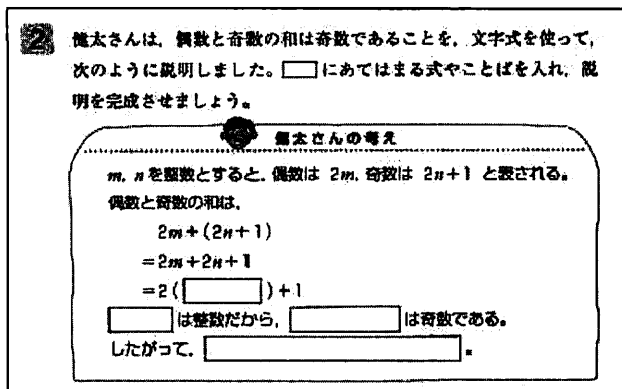 2 健太さんは，偶数と奇数の和は奇数であることを，文字式を使って，
次のように説明しました。□にあてはまる式やことばを入れ，説
明を完成させましょう。
健太さんの考え
m，nを整数とすると，偶数は 2m，奇数は 2n+1 と表される。
偶数と奇数の和は，
2m+(2n+1)
=2m+2n+1
=2( )+1
は整数だから， は奇数である。
したがって， 。